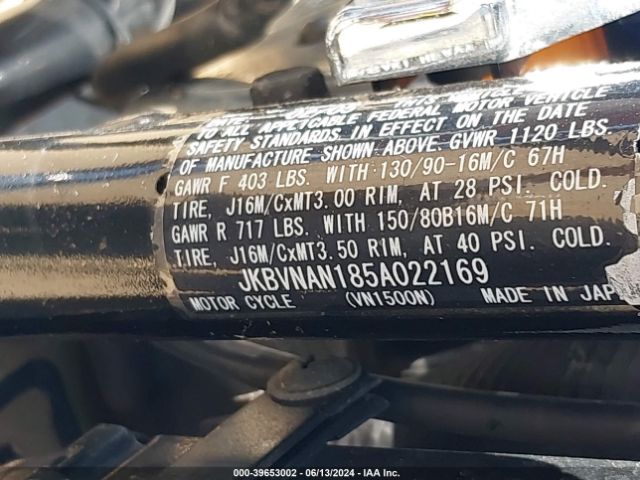 DATE: THIS VEHICLE
TO ALL APPLICABLE FEDERAL MOTOR VEHICLE
SAFETY STANDARDS IN EFFECT ON THE DATE
OF MANUFACTURE SHOWN ABOVE GVWR 1120 LBS.
GAWR F 403 LBS. WITH 130/90-16M/C 67H
TIRE, J16M/CxMT3.00 RIM, AT 28 PSI. COLD.
GAWR R 717 LBS. WITH 150/80B16M/C 71H
TIRE, J16M/CxMT3.50 RIM, AT 40 PSI. COLD.
JKBVNAN185A022169
MOTOR CYCLE (VN1500N) MADE IN JAP
000-39653002 - 06/13/2024 - IAA Inc.